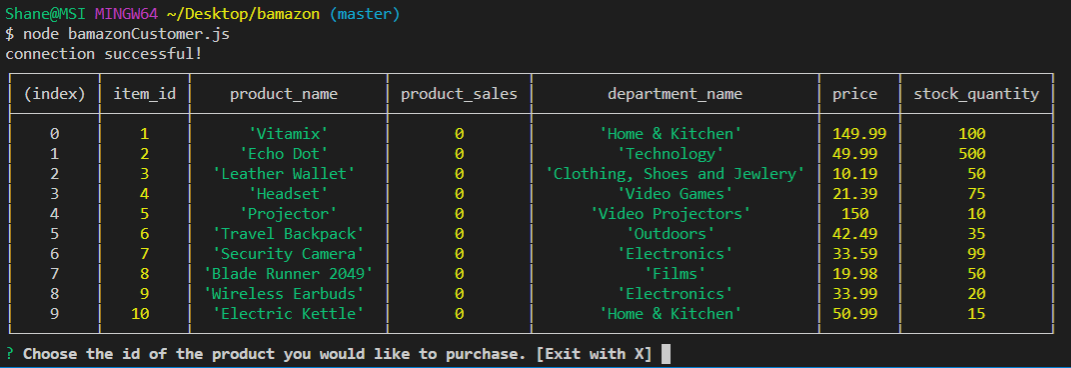 Shane@MSI MINGW64 ~/Desktop/bamazon (master)
$ node bamazonCustomer.js
connection successful!
(index) item_id product_name product_sales department_name price stock_quantity
0 1 'Vitamix' 0 'Home & Kitchen' 149.99 100
1 2 'Echo Dot' 0 'Technology' 49.99 500
2 3 'Leather Wallet' 0 'Clothing, Shoes and Jewlery' 10.19 50
3 4 'Headset' 0 'Video Games' 21.39 75
4 5 'Projector' 0 'Video Projectors' 150 10
5 6 'Travel Backpack' 0 'Outdoors' 42.49 35
6 7 'Security Camera' 0 'Electronics' 33.59 99
7 8 'Blade Runner 2049' 0 'Films' 19.98 50
8 9 'Wireless Earbuds' 0 'Electronics' 33.99 20
9 10 'Electric Kettle' 0 'Home & Kitchen' 50.99 15
? Choose the id of the product you would like to purchase. [Exit with X]